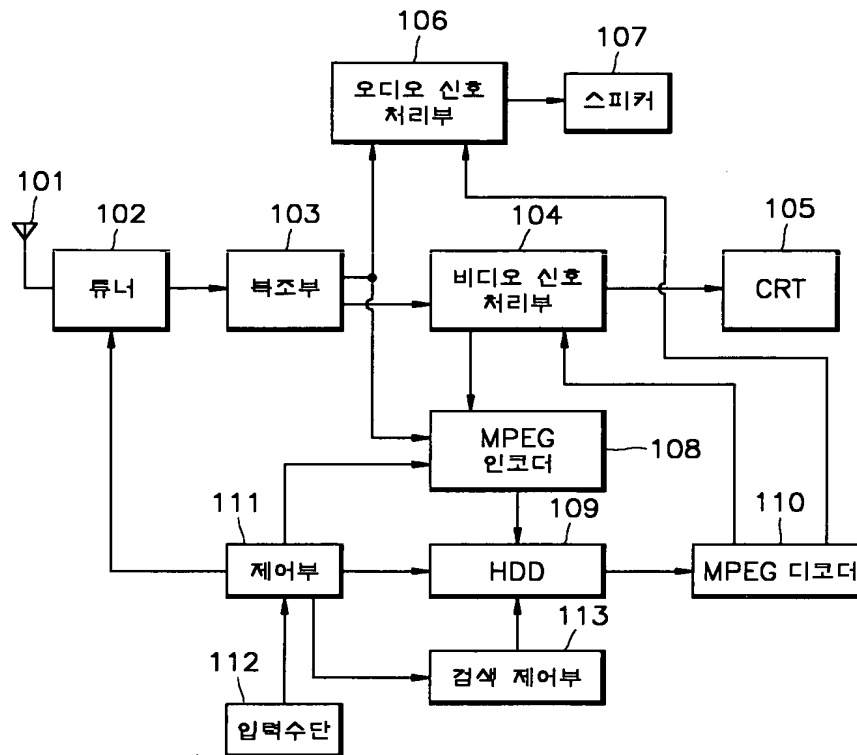 106
107
오디오 신호
처리부
스피커
101
102
103
104
105
튜너
복조부
비디오 신호
처리부
CRT
MPEG
인코더
108
111
109
110
제어부
HDD
MPEG 디코더
113
112
검색 제어부
입력수단